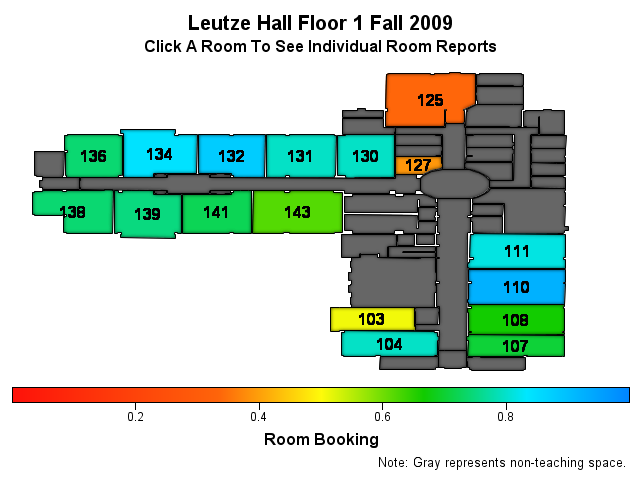 Leutze Hall Floor 1 Fall 2009
Click A Room To See Individual Room Reports
125
136 134 132 131 130
127
138 139 141 143
111
110
103 108
104 107
0.2 0.4 0.6 0.8
Room Booking
Note: Gray represents non-teaching space.